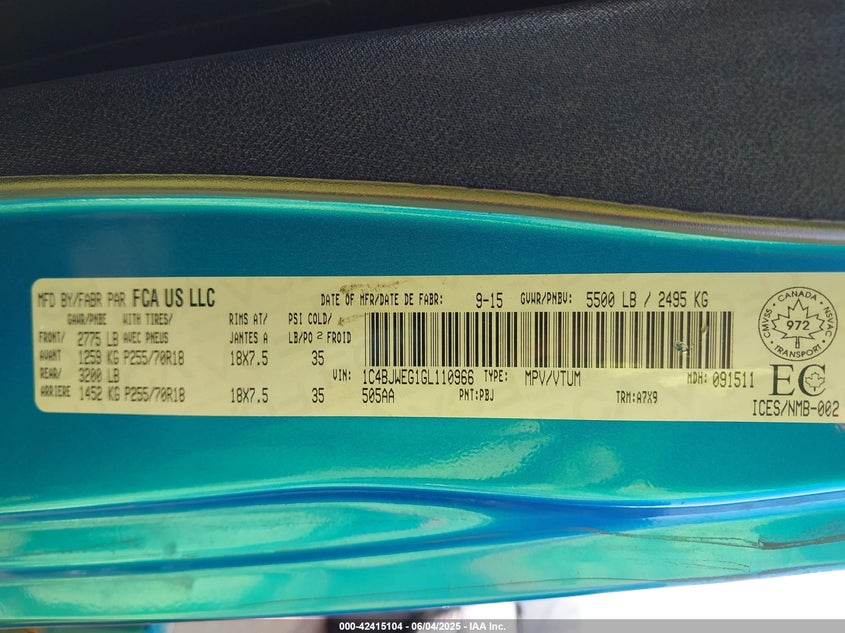 MFD BY/FABR PAR FCA US LLC DATE OF MFR/DATE DE FABR: 9-15 GVWR/PNBV: 5500 LB / 2495 KG
GAWR/PNBE WITH TIRES/ RIMS AT/ PSI COLD/
FRONT/ 2775 LB AVEC PNEUS JANTES A LB/PO 2 FROID
AVANT 1259 KG P255/70R18 18X7.5 35
REAR/ 3200 LB VIN: 1C4BJWEG1GL110966 TYPE: MPV/VTUM MDH: 091511
ARRIERE 1452 KG P255/70R18 18X7.5 35 505AA PNT:PBJ TRM:A7X9
CANADA
CMVSS 972 NSVAC
TRANSPORT
EC
ICES/NMB-002
000-42415104 - 06/04/2025 - IAA Inc.